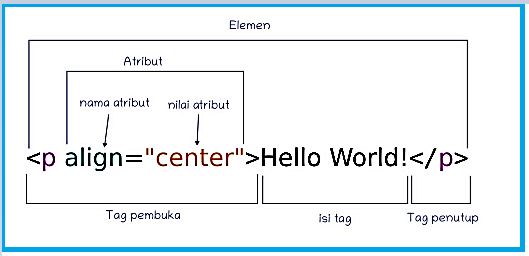 Elemen
Atribut
nama atribut nilai atribut
<p align="center">Hello World!</p>
Tag pembuka isi tag Tag penutup